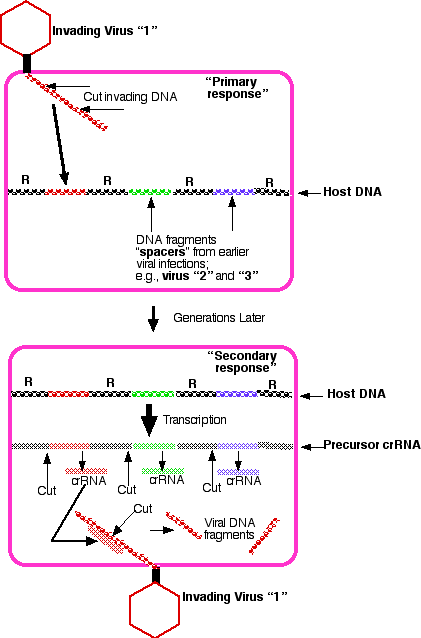 Invading Virus “1”
“Primary
response”
Cut invading DNA
R R R R
Host DNA
DNA fragments
“spacers” from earlier
viral infections;
e.g., virus “2” and “3”
Generations Later
“Secondary
response”
R R R R
Host DNA
Transcription
Precursor crRNA
crRNA crRNA crRNA
Cut Cut Cut
Cut
Viral DNA
fragments
Invading Virus “1”